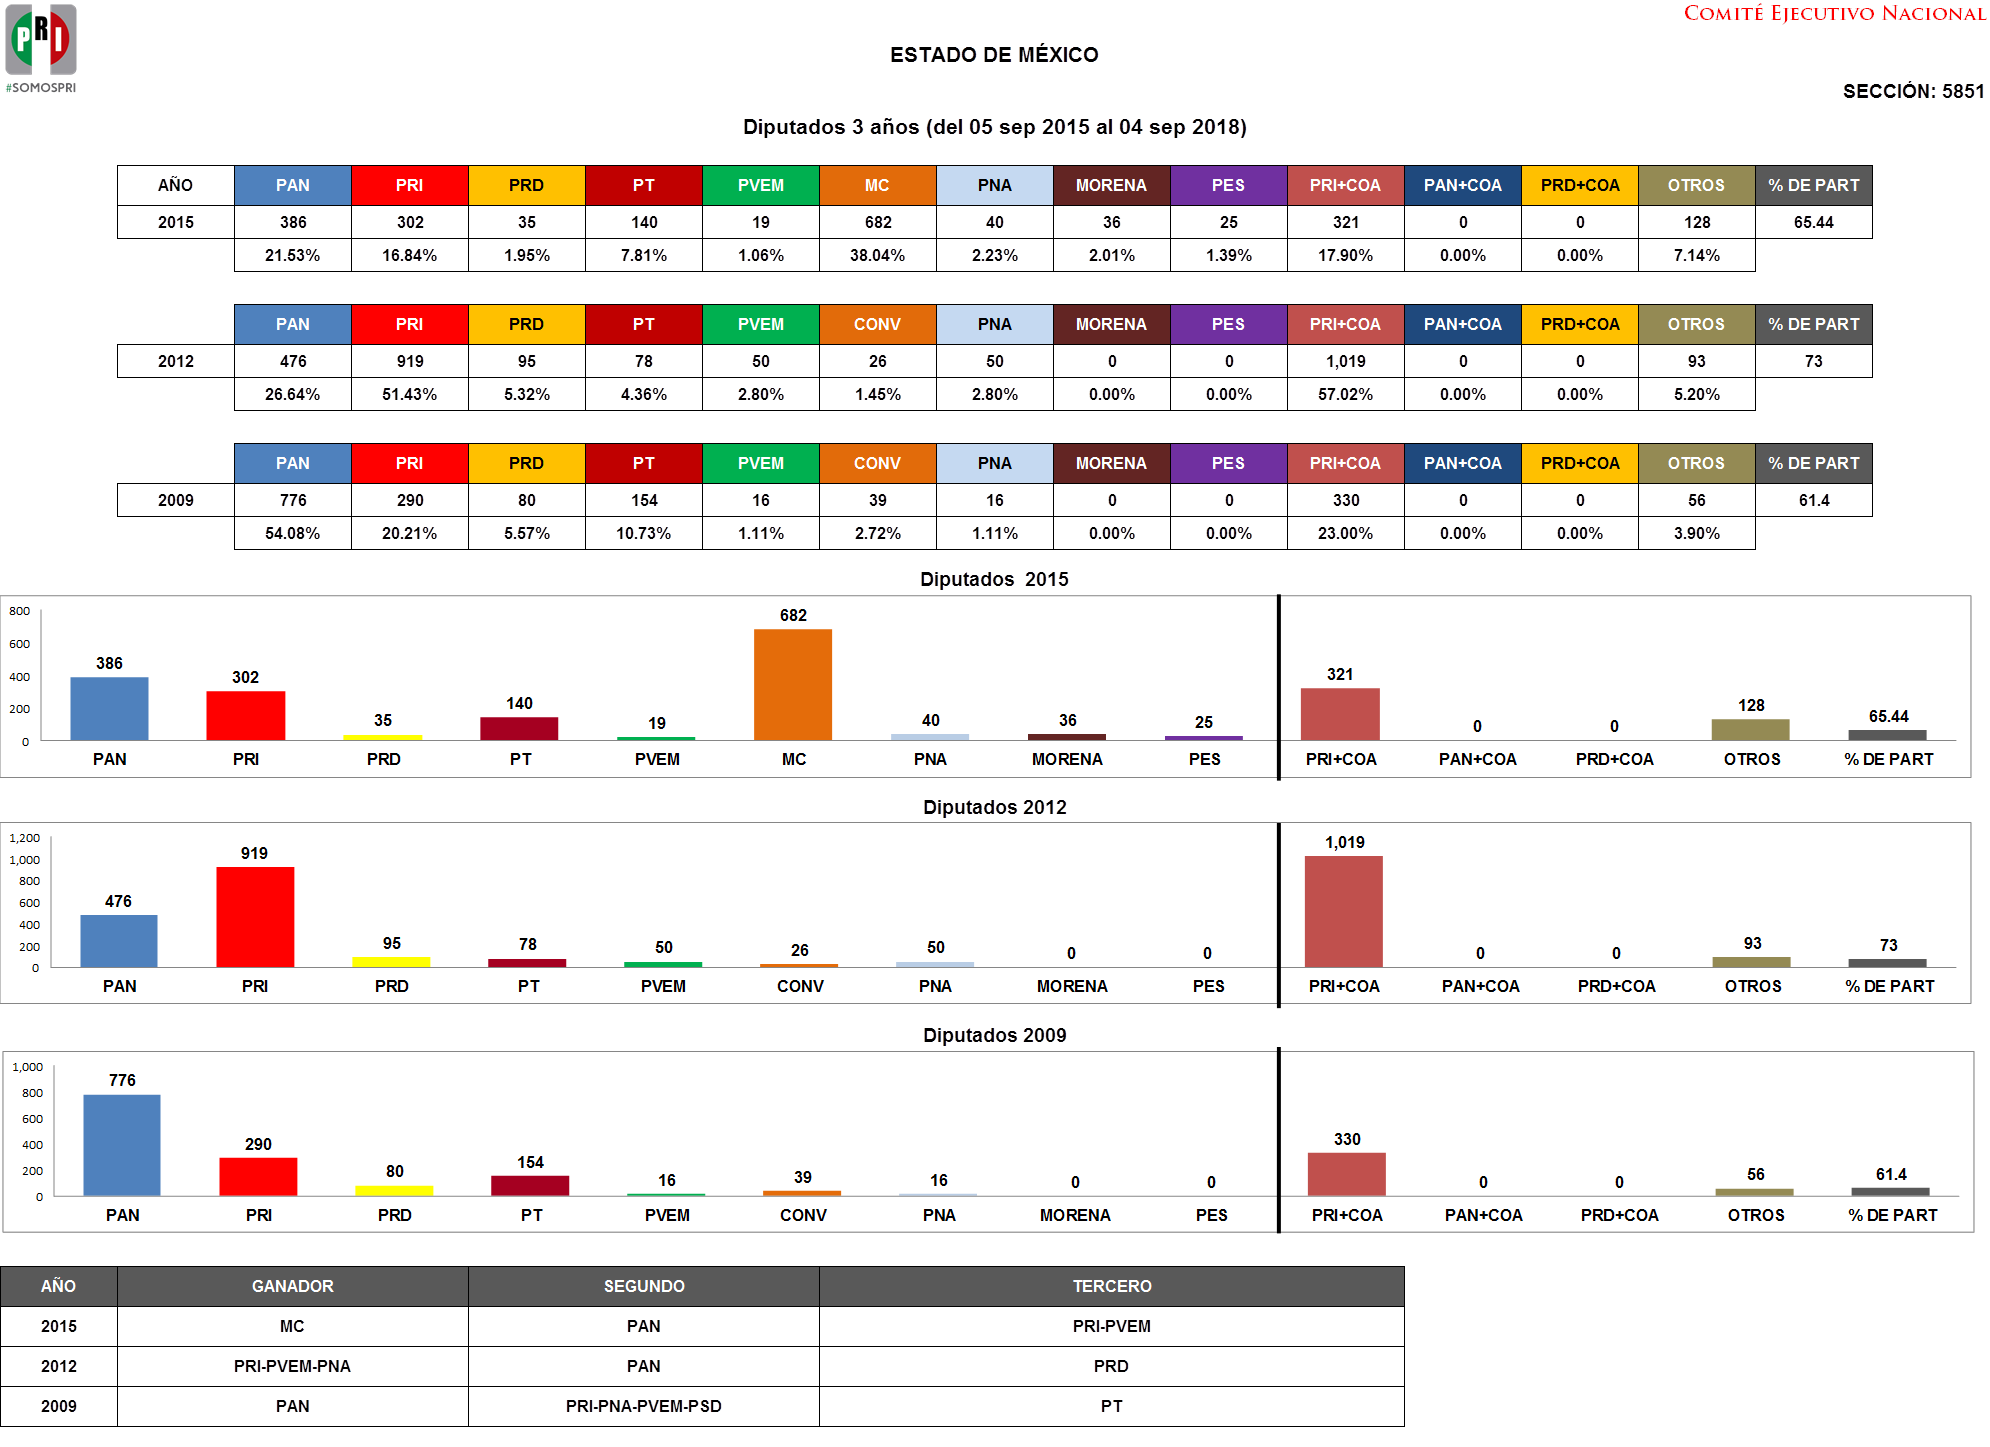 PRI
#SOMOSPRI
COMITÉ EJECUTIVO NACIONAL
ESTADO DE MÉXICO
SECCIÓN: 5851
Diputados 3 años (del 05 sep 2015 al 04 sep 2018)
AÑO PAN PRI PRD PT PVEM MC PNA MORENA PES PRI+COA PAN+COA PRD+COA OTROS % DE PART
2015 386 302 35 140 19 682 40 36 25 321 0 0 128 65.44
21.53% 16.84% 1.95% 7.81% 1.06% 38.04% 2.23% 2.01% 1.39% 17.90% 0.00% 0.00% 7.14%
PAN PRI PRD PT PVEM CONV PNA MORENA PES PRI+COA PAN+COA PRD+COA OTROS % DE PART
2012 476 919 95 78 50 26 50 0 0 1,019 0 0 93 73
26.64% 51.43% 5.32% 4.36% 2.80% 1.45% 2.80% 0.00% 0.00% 57.02% 0.00% 0.00% 5.20%
PAN PRI PRD PT PVEM CONV PNA MORENA PES PRI+COA PAN+COA PRD+COA OTROS % DE PART
2009 776 290 80 154 16 39 16 0 0 330 0 0 56 61.4
54.08% 20.21% 5.57% 10.73% 1.11% 2.72% 1.11% 0.00% 0.00% 23.00% 0.00% 0.00% 3.90%
Diputados 2015
800
600
400
200
0
386 302 35 140 19 682 40 36 25 321 0 0 128 65.44
PAN PRI PRD PT PVEM MC PNA MORENA PES PRI+COA PAN+COA PRD+COA OTROS % DE PART
Diputados 2012
1,200
1,000
800
600
400
200
0
476 919 95 78 50 26 50 0 0 1,019 0 0 93 73
PAN PRI PRD PT PVEM CONV PNA MORENA PES PRI+COA PAN+COA PRD+COA OTROS % DE PART
Diputados 2009
1,000
800
600
400
200
0
776 290 80 154 16 39 16 0 0 330 0 0 56 61.4
PAN PRI PRD PT PVEM CONV PNA MORENA PES PRI+COA PAN+COA PRD+COA OTROS % DE PART
AÑO GANADOR SEGUNDO TERCERO
2015 MC PAN PRI-PVEM
2012 PRI-PVEM-PNA PAN PRD
2009 PAN PRI-PNA-PVEM-PSD PT